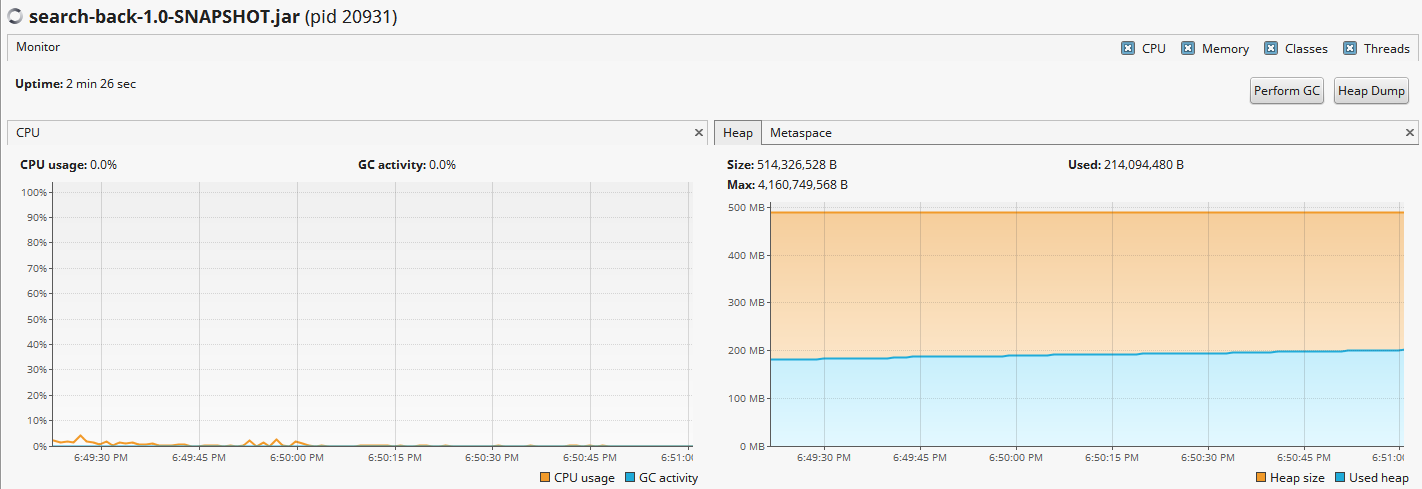 search-back-1.0-SNAPSHOT.jar (pid 20931)
Monitor
CPU Memory Classes Threads
Uptime: 2 min 26 sec
Perform GC Heap Dump
CPU
Heap Metaspace
CPU usage: 0.0% GC activity: 0.0%
Size: 514,326,528 B Used: 214,094,480 B
Max: 4,160,749,568 B
100%
90%
80%
70%
60%
50%
40%
30%
20%
10%
0%
6:49:30 PM 6:49:45 PM 6:50:00 PM 6:50:15 PM 6:50:30 PM 6:50:45 PM 6:51:0
CPU usage GC activity
500 MB
400 MB
300 MB
200 MB
100 MB
0 MB
6:49:30 PM 6:49:45 PM 6:50:00 PM 6:50:15 PM 6:50:30 PM 6:50:45 PM 6:51:0
Heap size Used heap